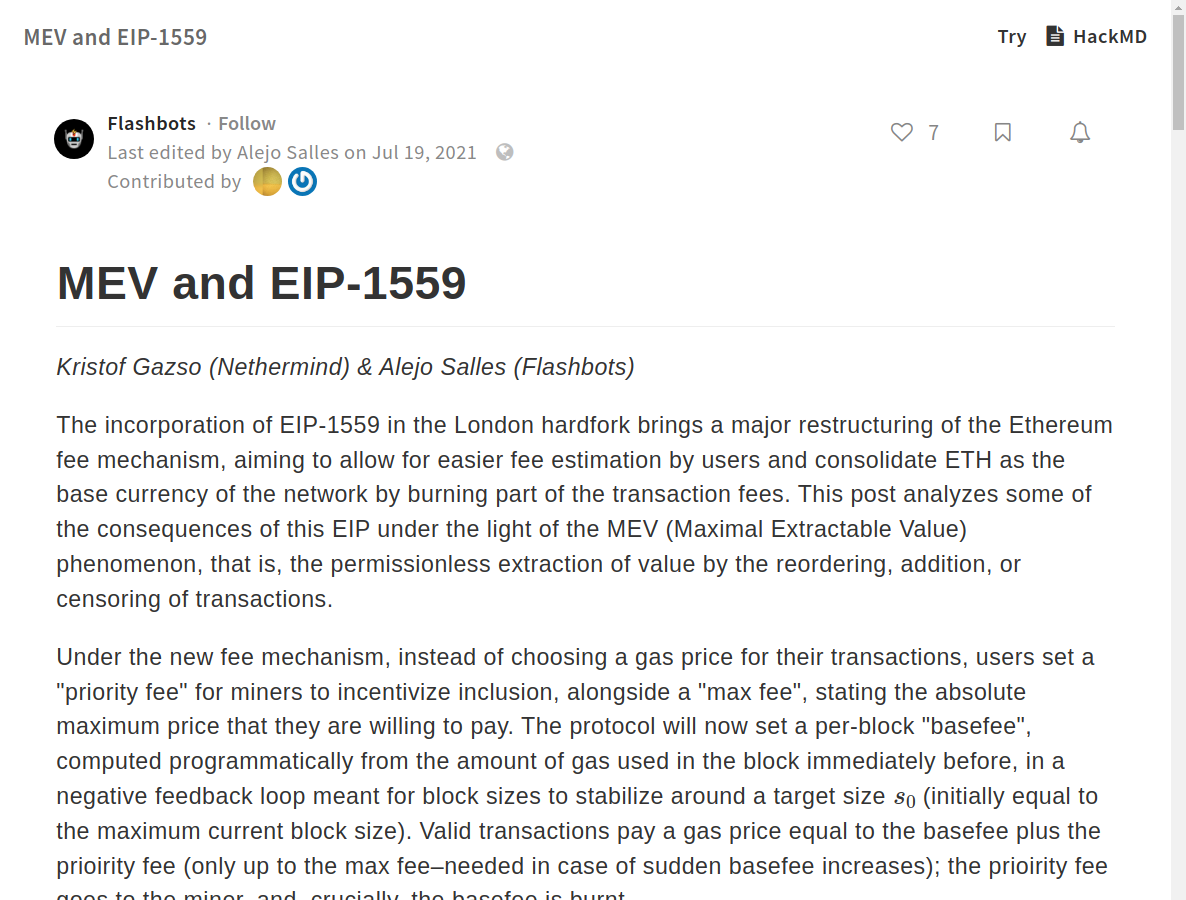 MEV and EIP-1559
Try HackMD
Flashbots · Follow
7
Last edited by Alejo Salles on Jul 19, 2021
Contributed by
MEV and EIP-1559
Kristof Gazso (Nethermind) & Alejo Salles (Flashbots)
The incorporation of EIP-1559 in the London hardfork brings a major restructuring of the Ethereum
fee mechanism, aiming to allow for easier fee estimation by users and consolidate ETH as the
base currency of the network by burning part of the transaction fees. This post analyzes some of
the consequences of this EIP under the light of the MEV (Maximal Extractable Value)
phenomenon, that is, the permissionless extraction of value by the reordering, addition, or
censoring of transactions.
Under the new fee mechanism, instead of choosing a gas price for their transactions, users set a
"priority fee" for miners to incentivize inclusion, alongside a "max fee", stating the absolute
maximum price that they are willing to pay. The protocol will now set a per-block "basefee",
computed programmatically from the amount of gas used in the block immediately before, in a
negative feedback loop meant for block sizes to stabilize around a target size s₀ (initially equal to
the maximum current block size). Valid transactions pay a gas price equal to the basefee plus the
prioirity fee (only up to the max fee–needed in case of sudden basefee increases); the prioirity fee
goes to the miner, and, crucially, the basefee is burnt.